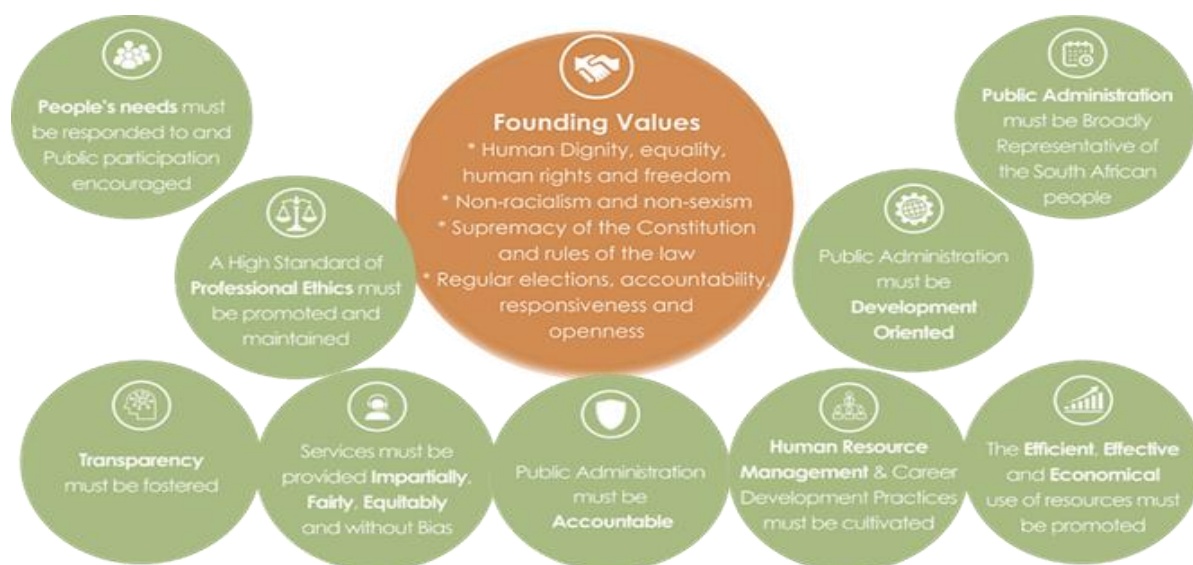 People's needs must
be responded to and
Public participation
encouraged
Founding Values
* Human Dignity, equality,
human rights and freedom
* Non-racialism and non-sexism
* Supremacy of the Constitution
and rules of the law
* Regular elections, accountability,
responsiveness and
openness
Public Administration
must be Broadly
Representative of
the South African
people
A High Standard of
Professional Ethics must
be promoted and
maintained
Public Administration
must be
Development
Oriented
Transparency
must be fostered
Services must be
provided Impartially,
Fairly, Equitably
and without Bias
Public Administration
must be
Accountable
Human Resource
Management & Career
Development Practices
must be cultivated
The Efficient, Effective
and Economical
use of resources must
be promoted